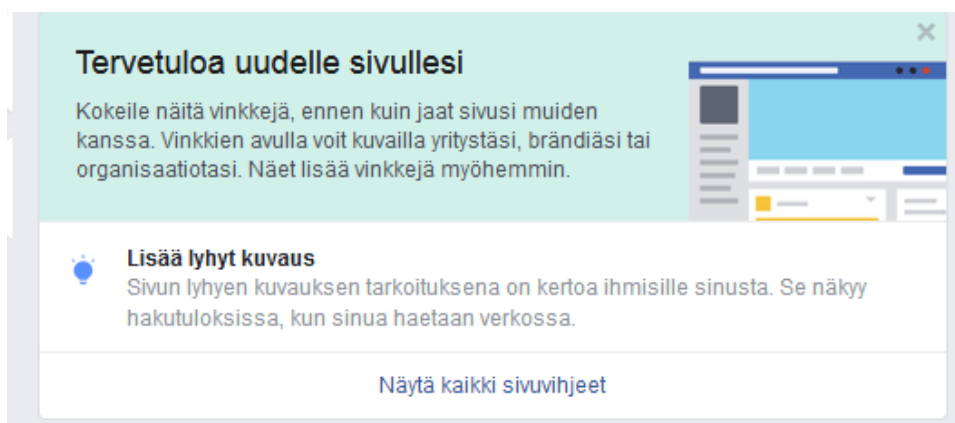 Tervetuloa uudelle sivullesi
Kokeile näitä vinkkejä, ennen kuin jaat sivusi muiden
kanssa. Vinkkien avulla voit kuvailla yritystäsi, brändiäsi tai
organisaatiotasi. Näet lisää vinkkejä myöhemmin.
Lisää lyhyt kuvaus
Sivun lyhyen kuvauksen tarkoituksena on kertoa ihmisille sinusta. Se näkyy
hakutuloksissa, kun sinua haetaan verkossa.
Näytä kaikki sivuvihjeet